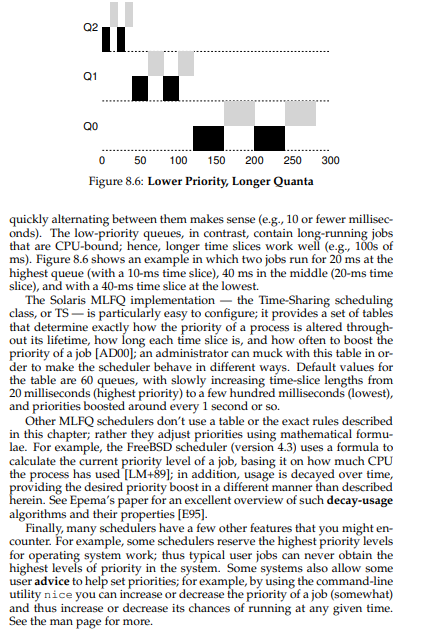 Q2
Q1
Q0
0 50 100 150 200 250 300
Figure 8.6: Lower Priority, Longer Quanta
quickly alternating between them makes sense (e.g., 10 or fewer millisec-
onds). The low-priority queues, in contrast, contain long-running jobs
that are CPU-bound; hence, longer time slices work well (e.g., 100s of
ms). Figure 8.6 shows an example in which two jobs run for 20 ms at the
highest queue (with a 10-ms time slice), 40 ms in the middle (20-ms time
slice), and with a 40-ms time slice at the lowest.
The Solaris MLFQ implementation — the Time-Sharing scheduling
class, or TS — is particularly easy to configure; it provides a set of tables
that determine exactly how the priority of a process is altered through-
out its lifetime, how long each time slice is, and how often to boost the
priority of a job [AD00]; an administrator can muck with this table in or-
der to make the scheduler behave in different ways. Default values for
the table are 60 queues, with slowly increasing time-slice lengths from
20 milliseconds (highest priority) to a few hundred milliseconds (lowest),
and priorities boosted around every 1 second or so.
Other MLFQ schedulers don't use a table or the exact rules described
in this chapter; rather they adjust priorities using mathematical formu-
lae. For example, the FreeBSD scheduler (version 4.3) uses a formula to
calculate the current priority level of a job, basing it on how much CPU
the process has used [LM+89]; in addition, usage is decayed over time,
providing the desired priority boost in a different manner than described
herein. See Epema's paper for an excellent overview of such decay-usage
algorithms and their properties [E95].
Finally, many schedulers have a few other features that you might en-
counter. For example, some schedulers reserve the highest priority levels
for operating system work; thus typical user jobs can never obtain the
highest levels of priority in the system. Some systems also allow some
user advice to help set priorities; for example, by using the command-line
utility nice you can increase or decrease the priority of a job (somewhat)
and thus increase or decrease its chances of running at any given time.
See the man page for more.